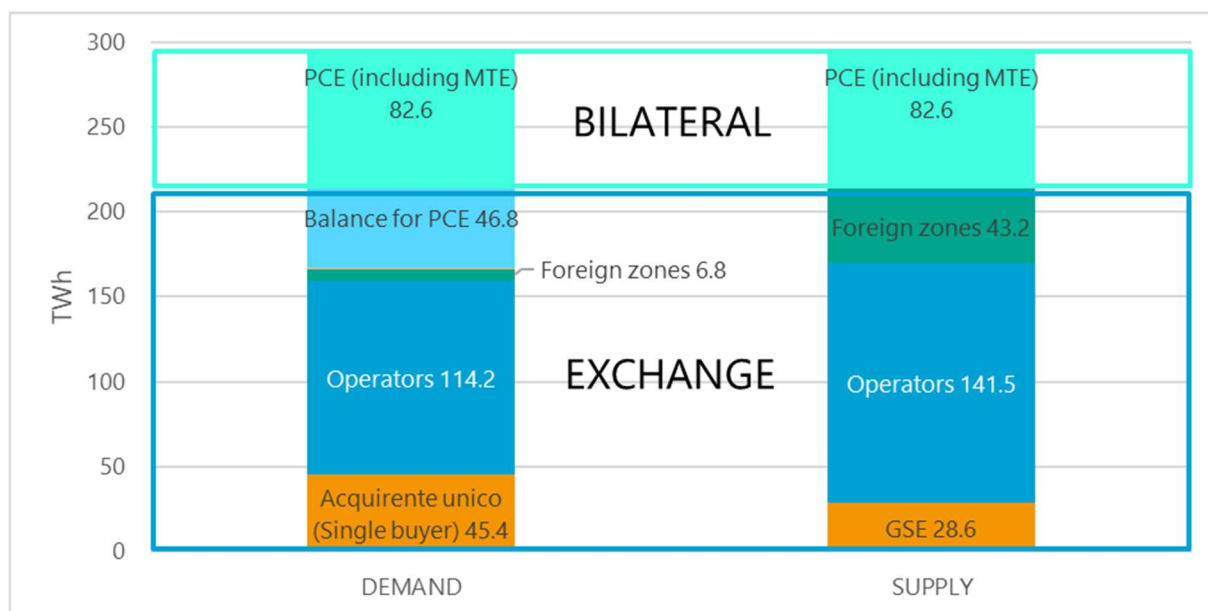 300
250
200
150
100
50
0
TWh
PCE (including MTE)
82.6
BILATERAL
PCE (including MTE)
82.6
Balance for PCE 46.8
Foreign zones 43.2
Foreign zones 6.8
Operators 114.2
EXCHANGE
Operators 141.5
Acquirente unico
(Single buyer) 45.4
GSE 28.6
DEMAND
SUPPLY